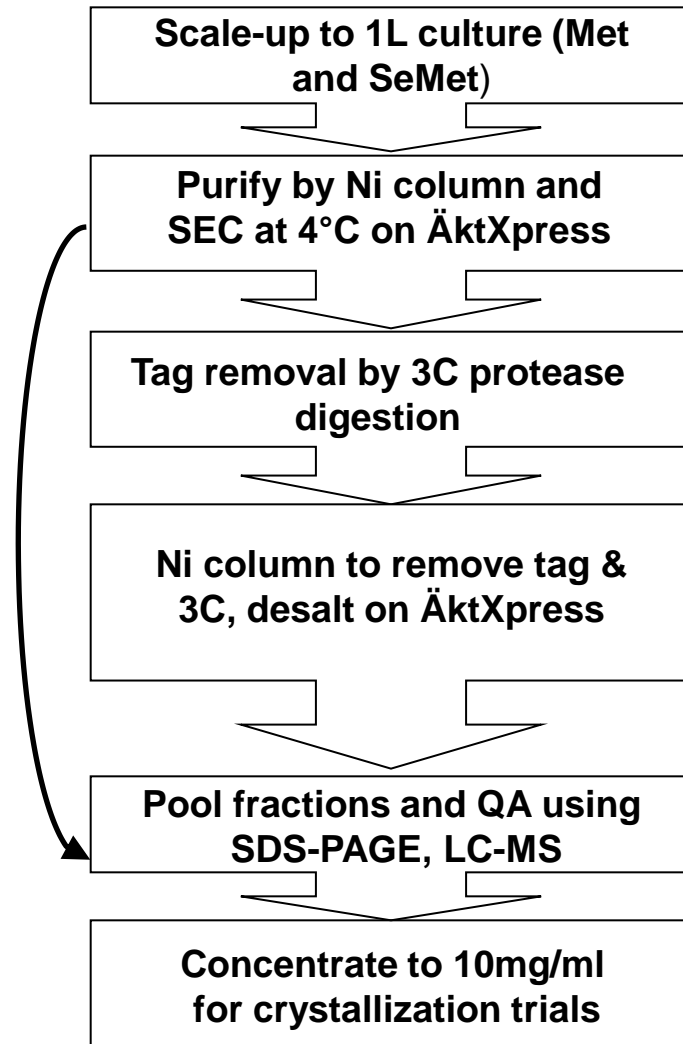 Scale-up to 1L culture (Met
and SeMet)
Purify by Ni column and
SEC at 4°C on ÄktXpress
Tag removal by 3C protease
digestion
Ni column to remove tag &
3C, desalt on ÄktXpress
Pool fractions and QA using
SDS-PAGE, LC-MS
Concentrate to 10mg/ml
for crystallization trials